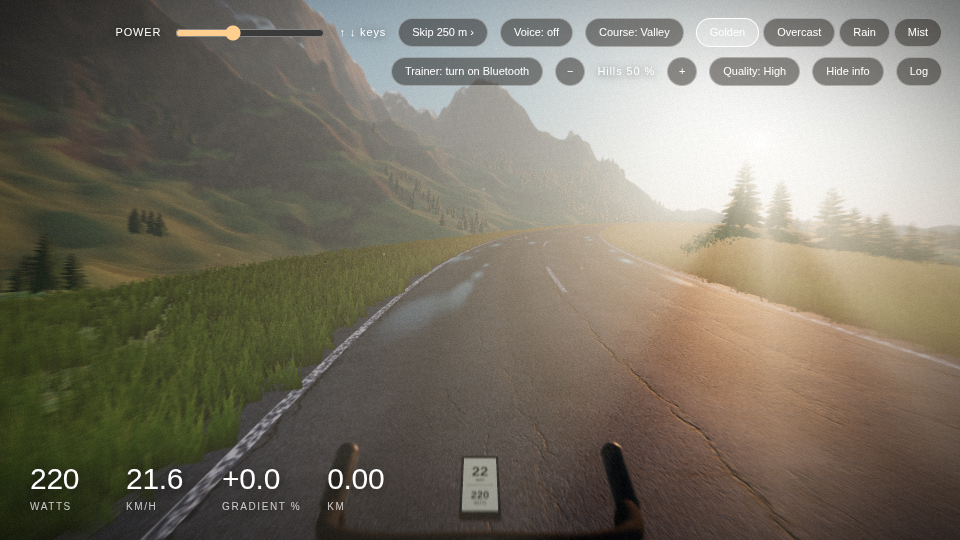 POWER ↑ ↓ keys Skip 250 m › Voice: off Course: Valley Golden Overcast Rain Mist
Trainer: turn on Bluetooth − Hills 50 % + Quality: High Hide info Log
22
220
220 21.6 +0.0 0.00
WATTS KM/H GRADIENT % KM